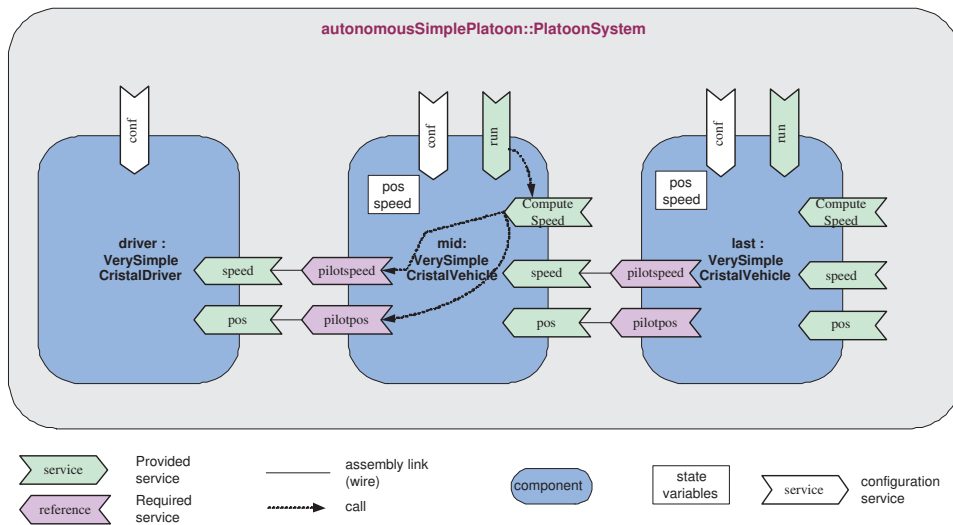 autonomousSimplePlatoon::PlatoonSystem
conf
conf
run
conf
run
pos
speed
pos
speed
Compute
Speed
Compute
Speed
driver :
VerySimple
CristalDriver
mid:
VerySimple
CristalVehicle
last :
VerySimple
CristalVehicle
speed
pilotspeed
speed
pilotspeed
speed
pos
pilotpos
pos
pilotpos
pos
service
Provided
service
reference
Required
service
assembly link
(wire)
call
component
state
variables
service
configuration
service